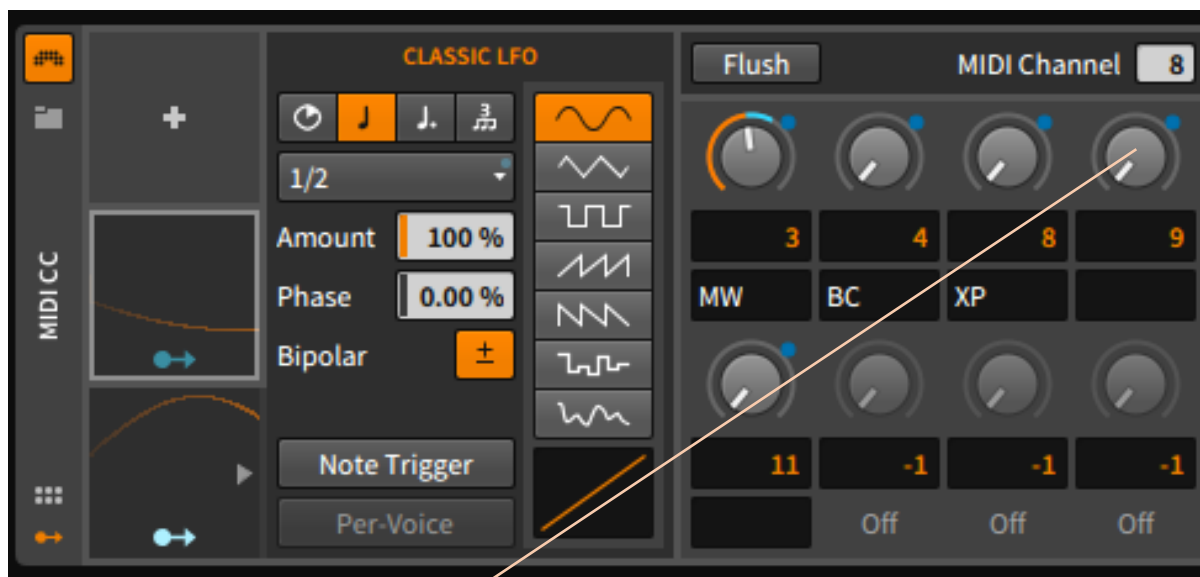 MIDI CC
CLASSIC LFO
3
1/2
Amount 100 %
Phase 0.00 %
Bipolar ±
Note Trigger
Per-Voice
Flush MIDI Channel 8
3 4 8 9
MW BC XP
11 -1 -1 -1
Off Off Off